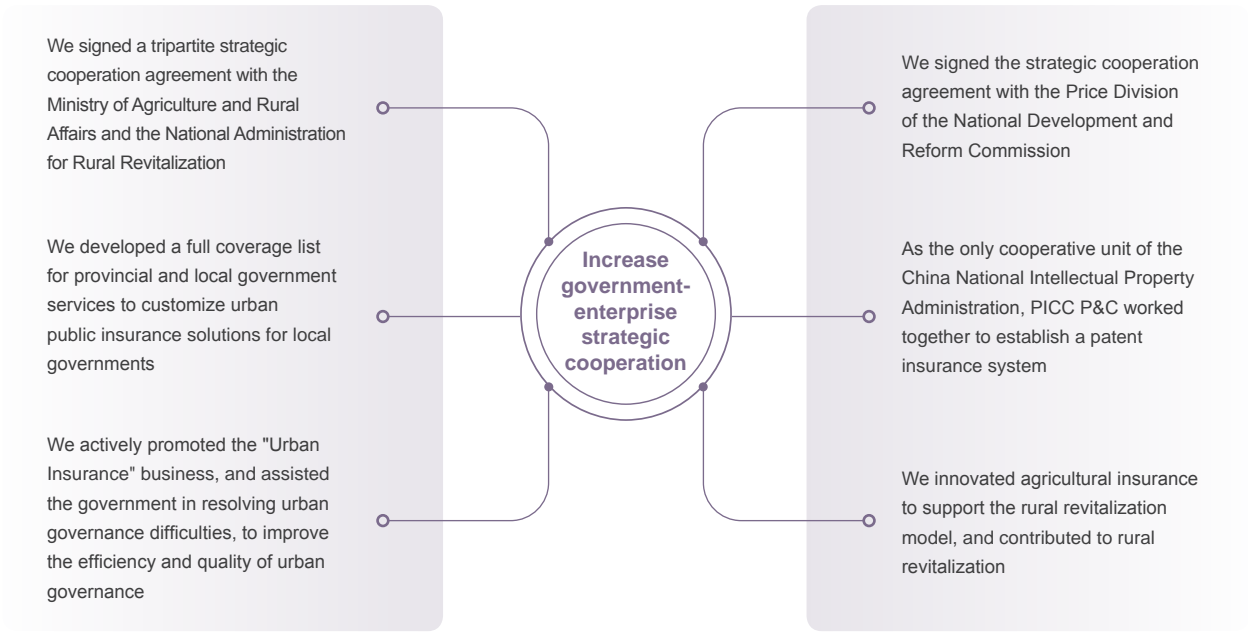 We signed a tripartite strategic
cooperation agreement with the
Ministry of Agriculture and Rural
Affairs and the National Administration
for Rural Revitalization
We developed a full coverage list
for provincial and local government
services to customize urban
public insurance solutions for local
governments
We actively promoted the "Urban
Insurance" business, and assisted
the government in resolving urban
governance difficulties, to improve
the efficiency and quality of urban
governance
Increase
government-
enterprise
strategic
cooperation
We signed the strategic cooperation
agreement with the Price Division
of the National Development and
Reform Commission
As the only cooperative unit of the
China National Intellectual Property
Administration, PICC P&C worked
together to establish a patent
insurance system
We innovated agricultural insurance
to support the rural revitalization
model, and contributed to rural
revitalization